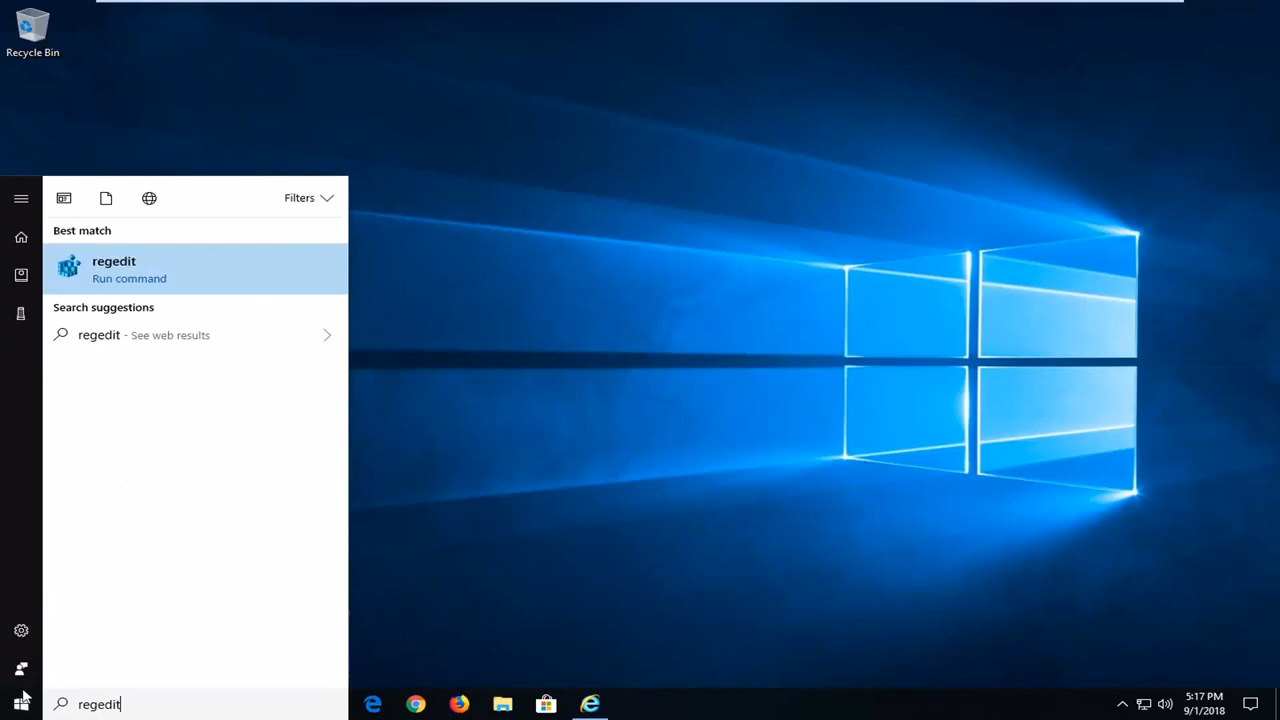 Recycle Bin
Filters
Best match
regedit
Run command
Search suggestions
regedit - See web results
regedit
5:17 PM
9/1/2018